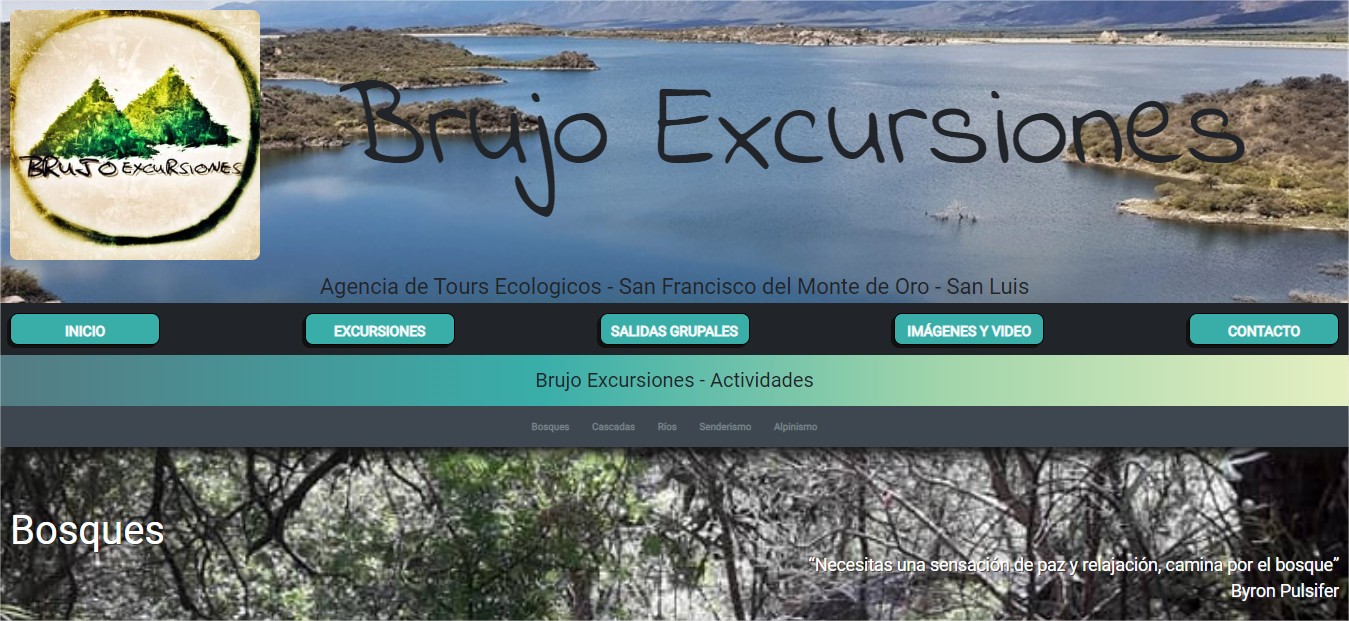 BRUJO EXCURSIONES
Brujo Excursiones
Agencia de Tours Ecologicos - San Francisco del Monte de Oro - San Luis
INICIO EXCURSIONES SALIDAS GRUPALES IMÁGENES Y VIDEO CONTACTO
Brujo Excursiones - Actividades
Bosques Cascadas Ríos Senderismo Alpinismo
Bosques
“Necesitas una sensación de paz y relajación, camina por el bosque”
Byron Pulsifer